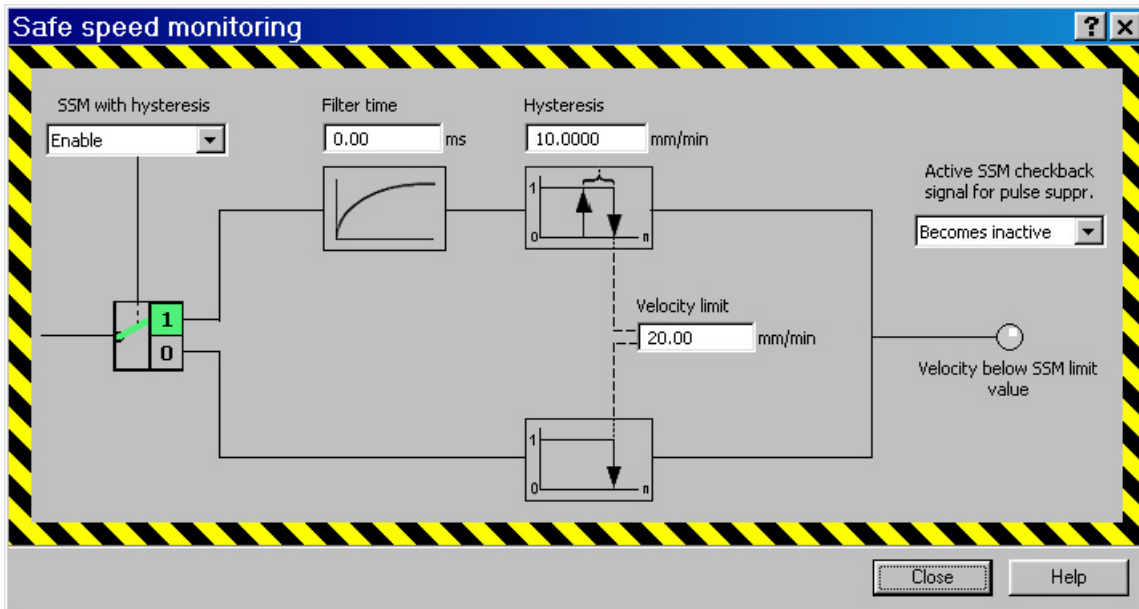 Safe speed monitoring
SSM with hysteresis
Enable
Filter time
0.00 ms
Hysteresis
10.0000 mm/min
Active SSM checkback
signal for pulse suppr.
Becomes inactive
1
0
n
1
0
Velocity limit
20.00 mm/min
Velocity below SSM limit
value
1
0
n
Close
Help